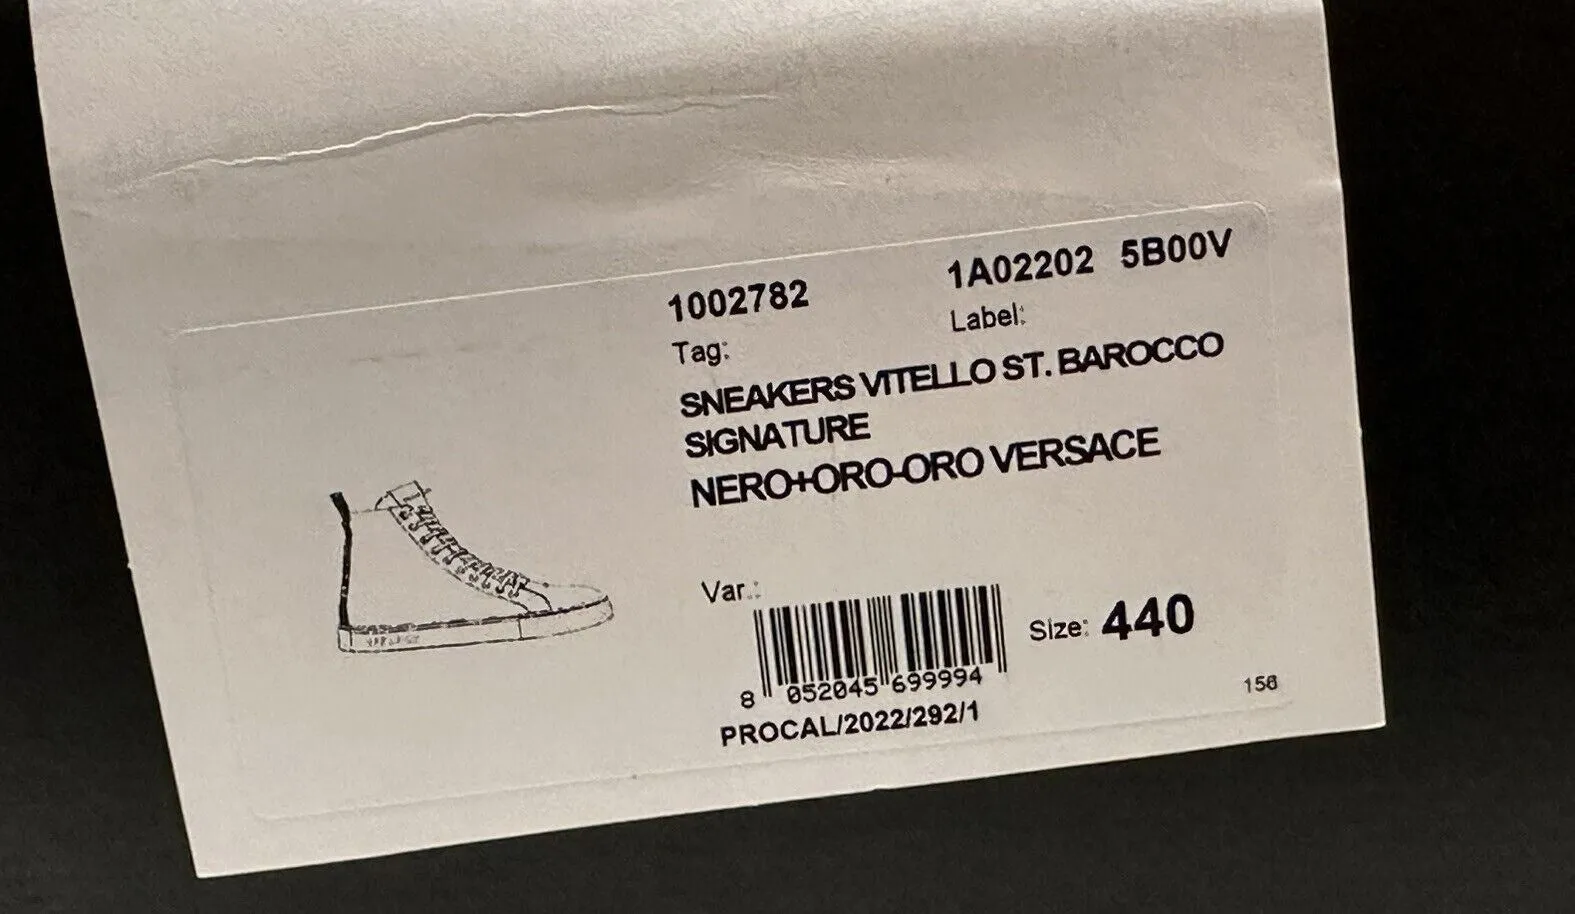 1002782 1A02202 5B00V
Tag: Label:
SNEAKERS VITELLO ST. BAROCCO
SIGNATURE
NERO+ORO-ORO VERSACE
Var.:
Size: 440
8 052045 699994
PROCAL/2022/292/1